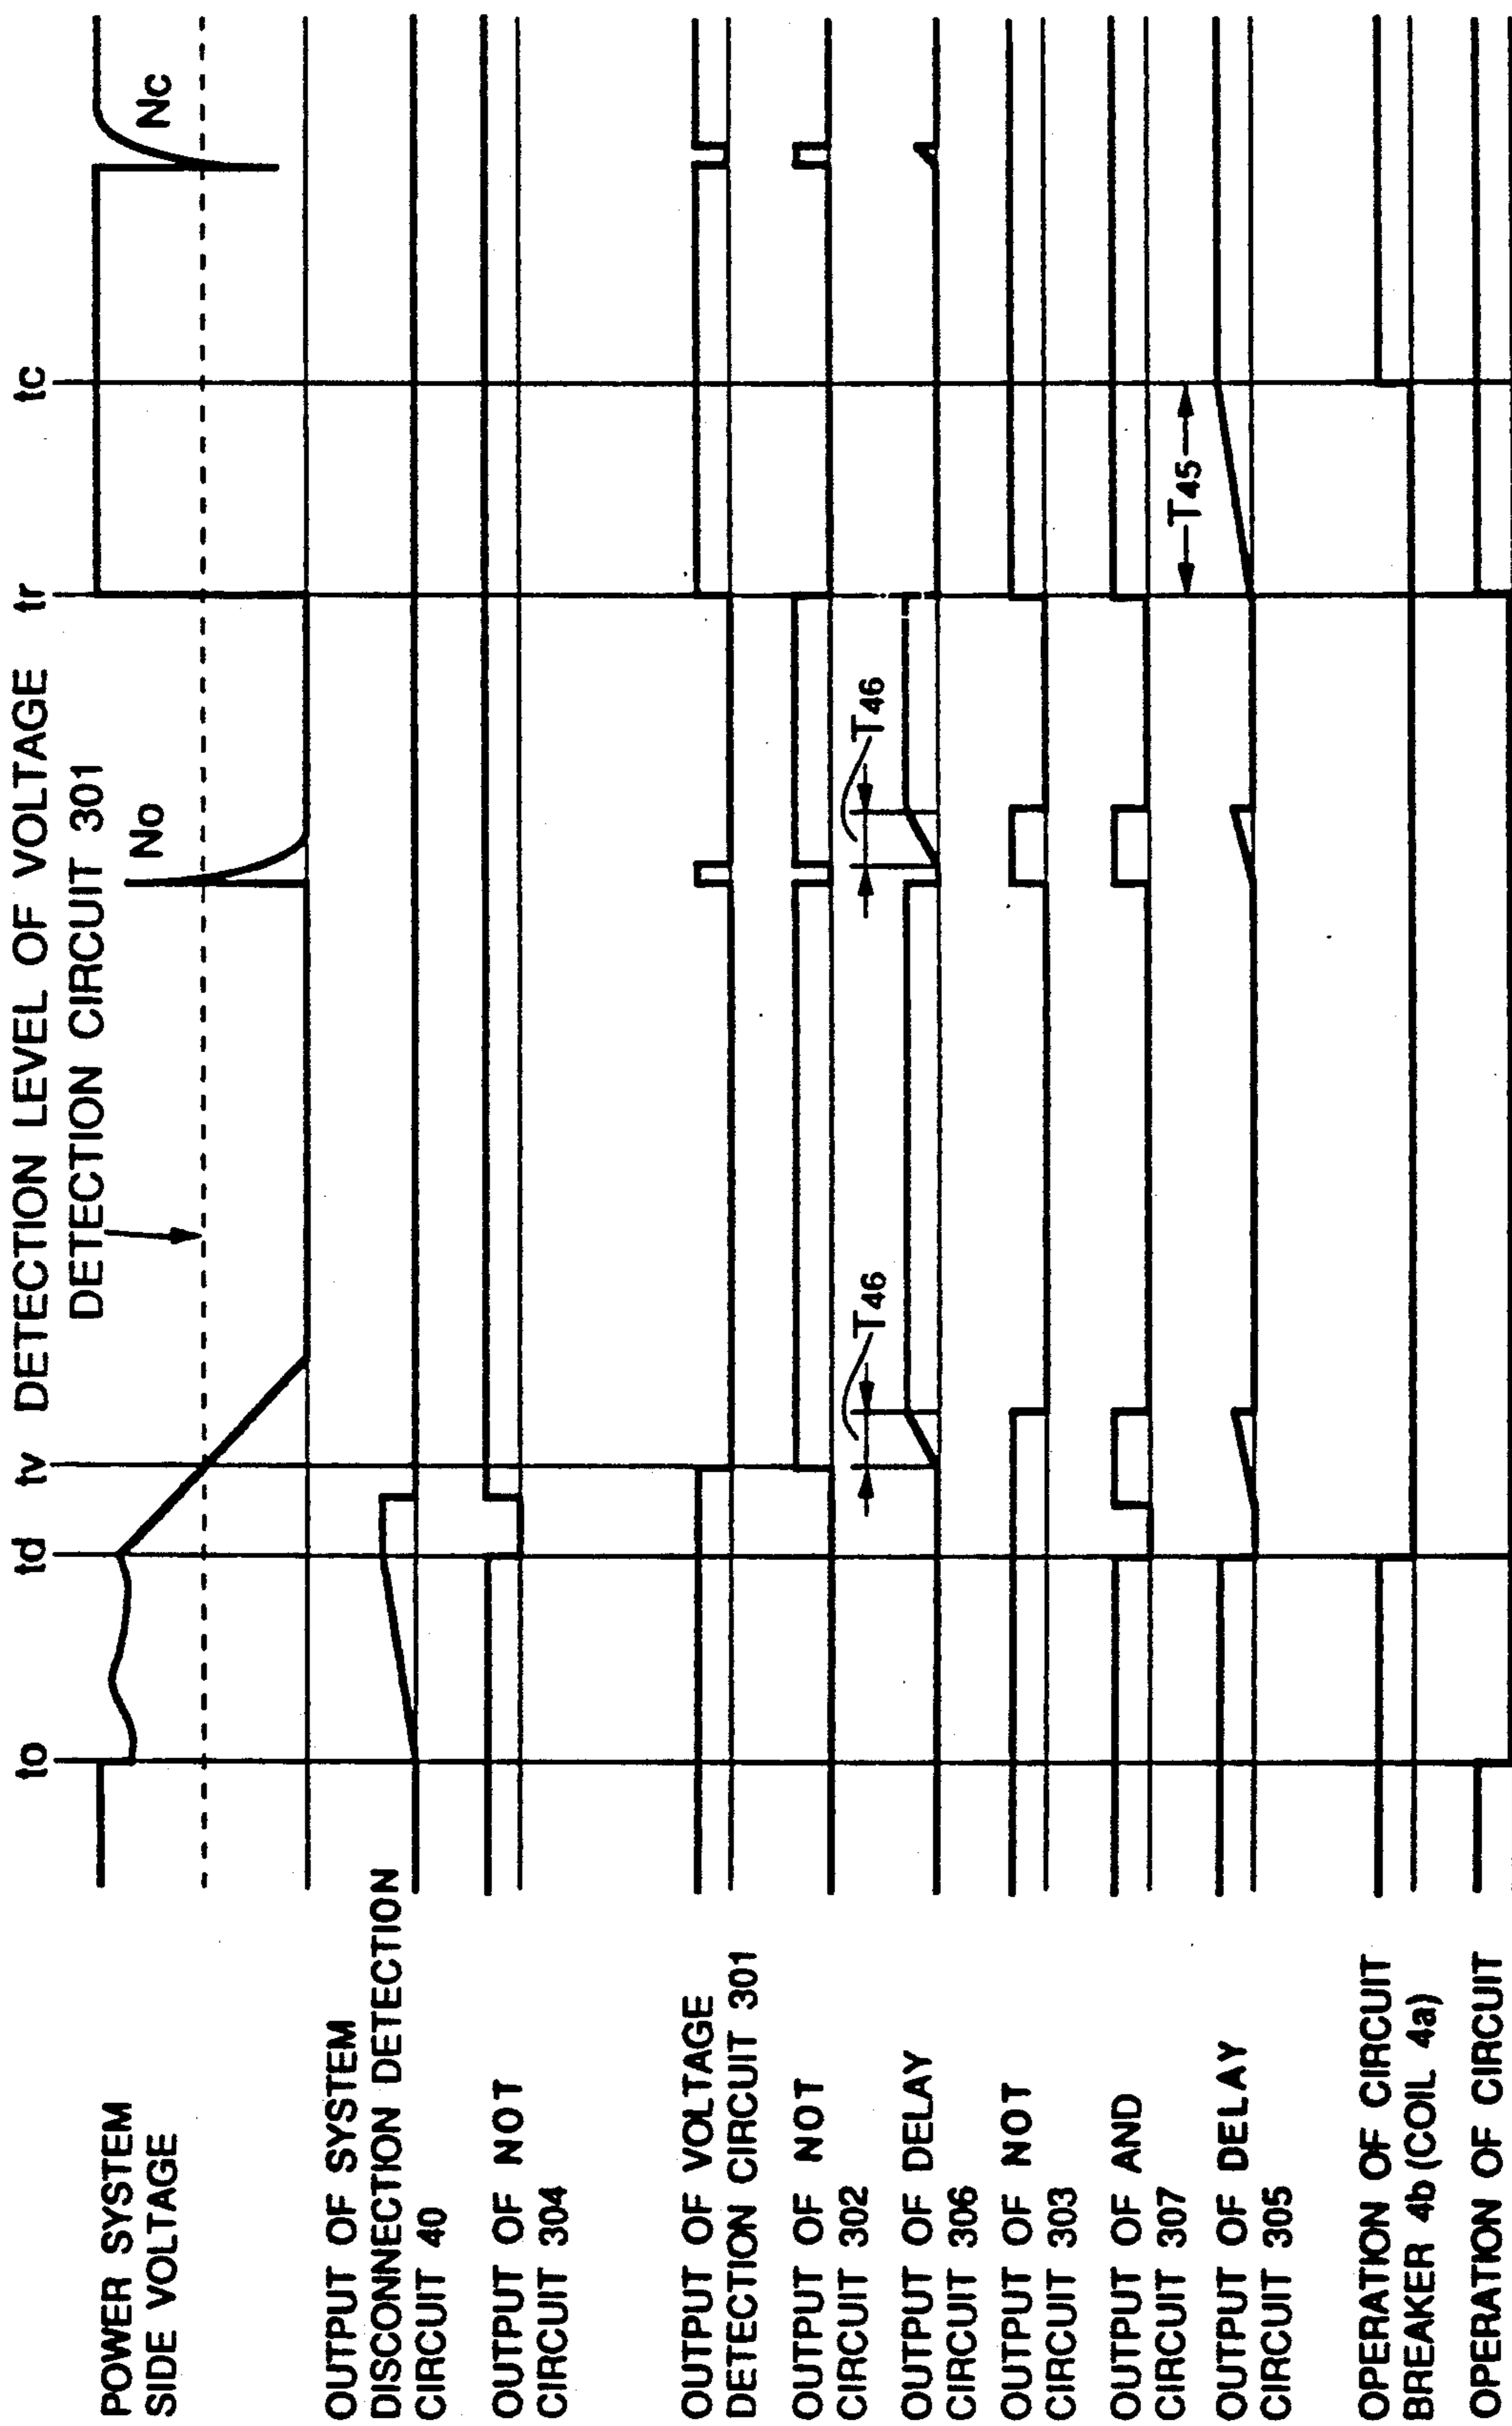 to
td
tv
DETECTION LEVEL OF VOLTAGE
DETECTION CIRCUIT 301
tr
tc
No
Nc
POWER SYSTEM
SIDE VOLTAGE
OUTPUT OF SYSTEM
DISCONNECTION DETECTION
CIRCUIT 40
OUTPUT OF NOT
CIRCUIT 304
OUTPUT OF VOLTAGE
DETECTION CIRCUIT 301
OUTPUT OF NOT
CIRCUIT 302
T46
T46
OUTPUT OF DELAY
CIRCUIT 306
OUTPUT OF NOT
CIRCUIT 303
OUTPUT OF AND
CIRCUIT 307
T45
OUTPUT OF DELAY
CIRCUIT 305
OPERATION OF CIRCUIT
BREAKER 4b (COIL 4a)
OPERATION OF CIRCUIT